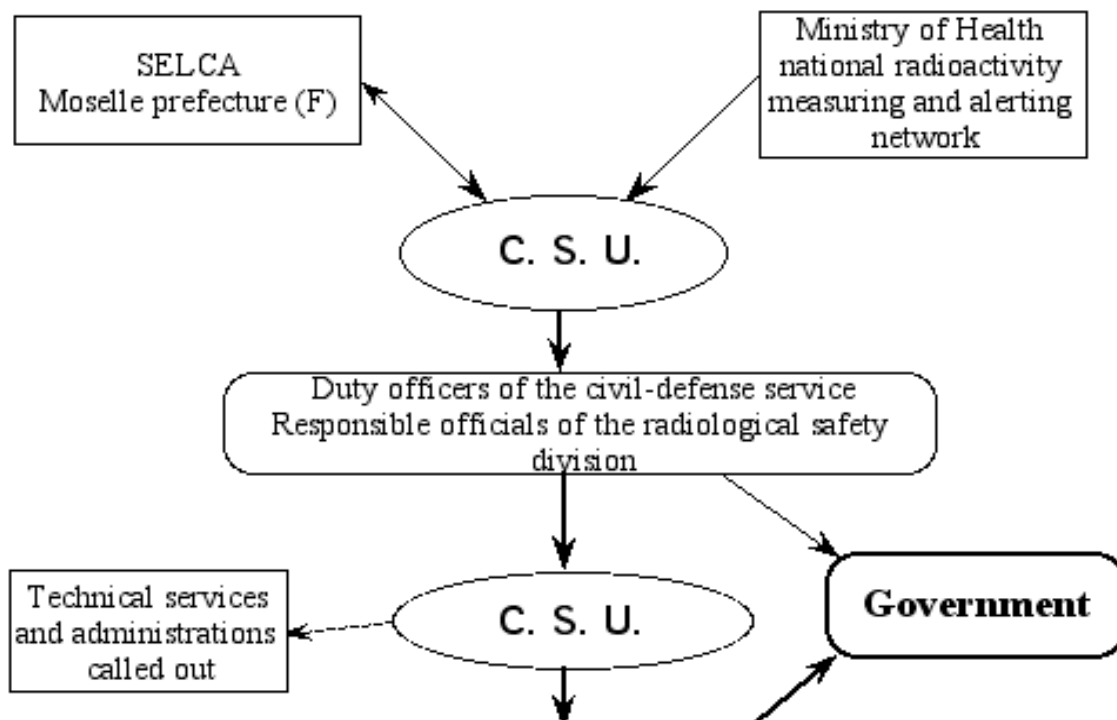 SELCA
Moselle prefecture (F)
Ministry of Health
national radioactivity
measuring and alerting
network
C. S. U.
Duty officers of the civil-defense service
Responsible officials of the radiological safety
division
Technical services
and administrations
called out
C. S. U.
Government